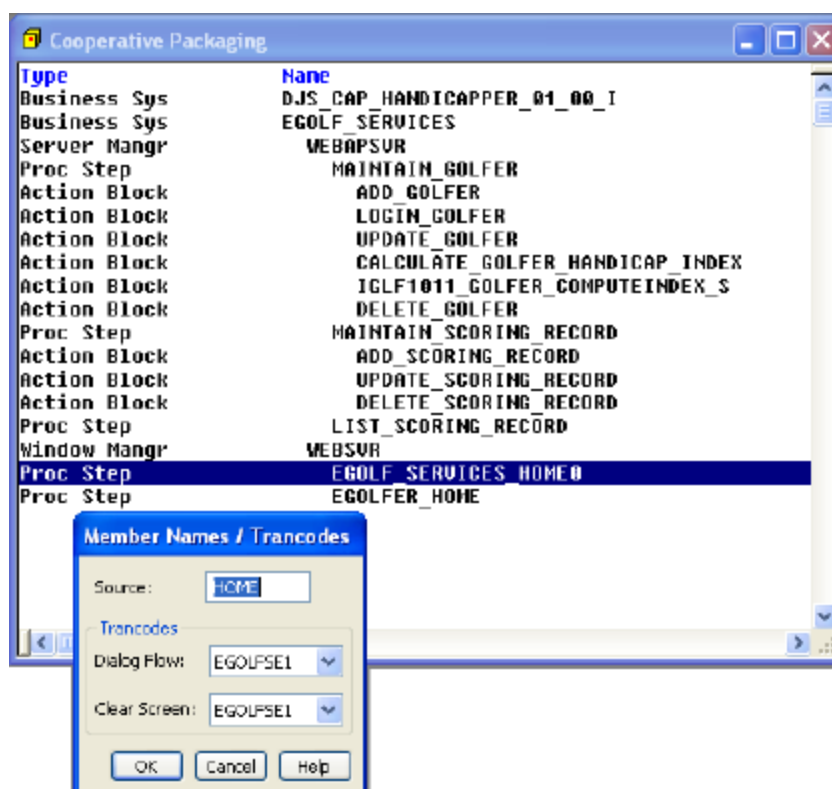 Cooperative Packaging
Type Name
Business Sys DJS_CAP_HANDICAPPER_01_00_I
Business Sys EGOLF_SERVICES
Server Mangr WEBAPSVR
Proc Step MAINTAIN_GOLFER
Action Block ADD_GOLFER
Action Block LOGIN_GOLFER
Action Block UPDATE_GOLFER
Action Block CALCULATE_GOLFER_HANDICAP_INDEX
Action Block IGLF1011_GOLFER_COMPUTEINDEX_S
Action Block DELETE_GOLFER
Proc Step MAINTAIN_SCORING_RECORD
Action Block ADD_SCORING_RECORD
Action Block UPDATE_SCORING_RECORD
Action Block DELETE_SCORING_RECORD
Proc Step LIST_SCORING_RECORD
Window Mangr WEBSVR
Proc Step EGOLF_SERVICES_HOME0
Proc Step EGOLFER_HOME
Member Names / Trancodes
Source: HOME
Trancodes
Dialog Flow: EGOLFSE1
Clear Screen: EGOLFSE1
OK Cancel Help